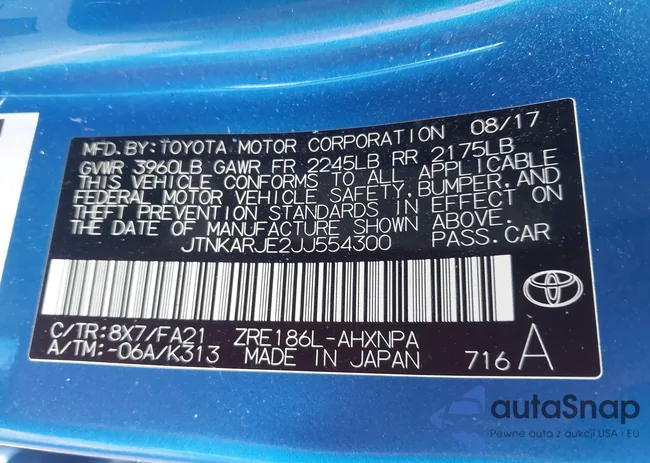 MFD.BY:TOYOTA MOTOR CORPORATION 08/17
GVWR 3960LB GAWR FR 2245LB RR 2175LB
THIS VEHICLE CONFORMS TO ALL APPLICABLE
FEDERAL MOTOR VEHICLE SAFETY, BUMPER, AND
THEFT PREVENTION STANDARDS IN EFFECT ON
THE DATE OF MANUFACTURE SHOWN ABOVE.
JTNKARJE2JJ554300 PASS.CAR
C/TR:8X7/FA21 ZRE186L-AHXNPA
A/TM:-06A/K313 MADE IN JAPAN 716 A
autaSnap
Pewne auta z aukcji USA i EU